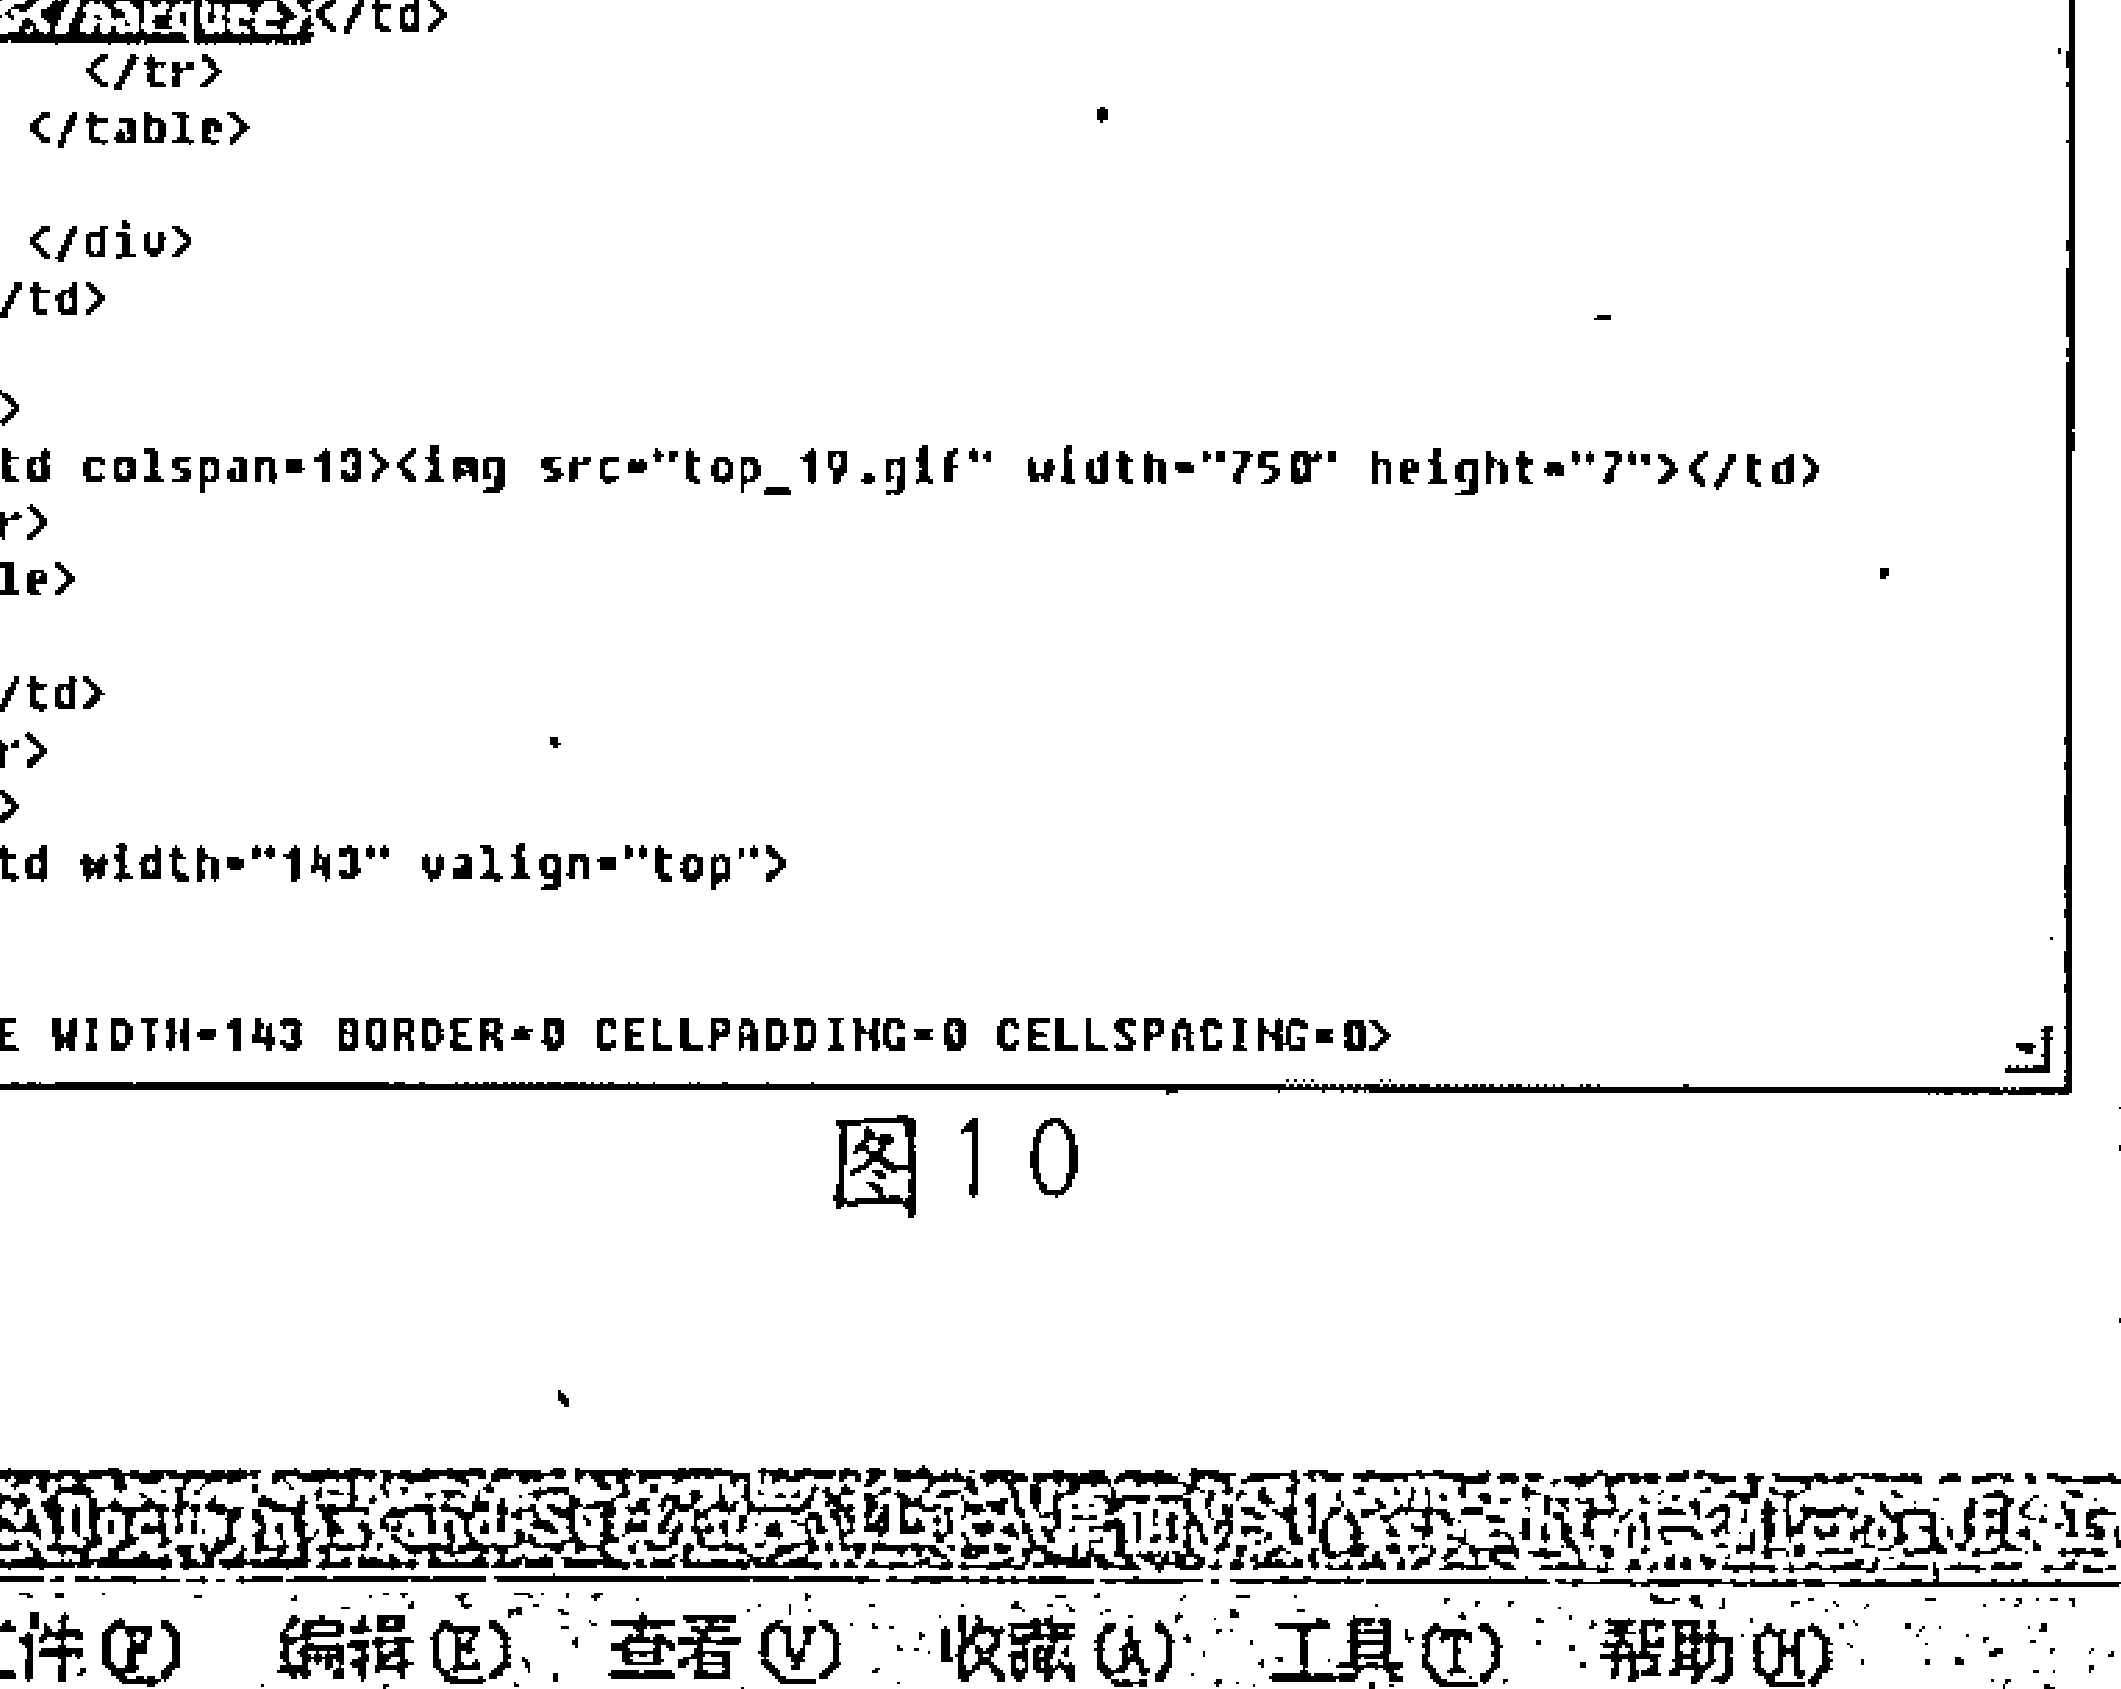 </marquee></td>
</tr>
</table>
</div>
/td>
>
td colspan=13><img src="top_19.gif" width="750" height="7"></td>
r>
le>
/td>
r>
>
td width="143" valign="top">
E WIDTH=143 BORDER=0 CELLPADDING=0 CELLSPACING=0>
图10
件(F) 编辑(E) 查看(V) 收藏(A) 工具(T) 帮助(H)